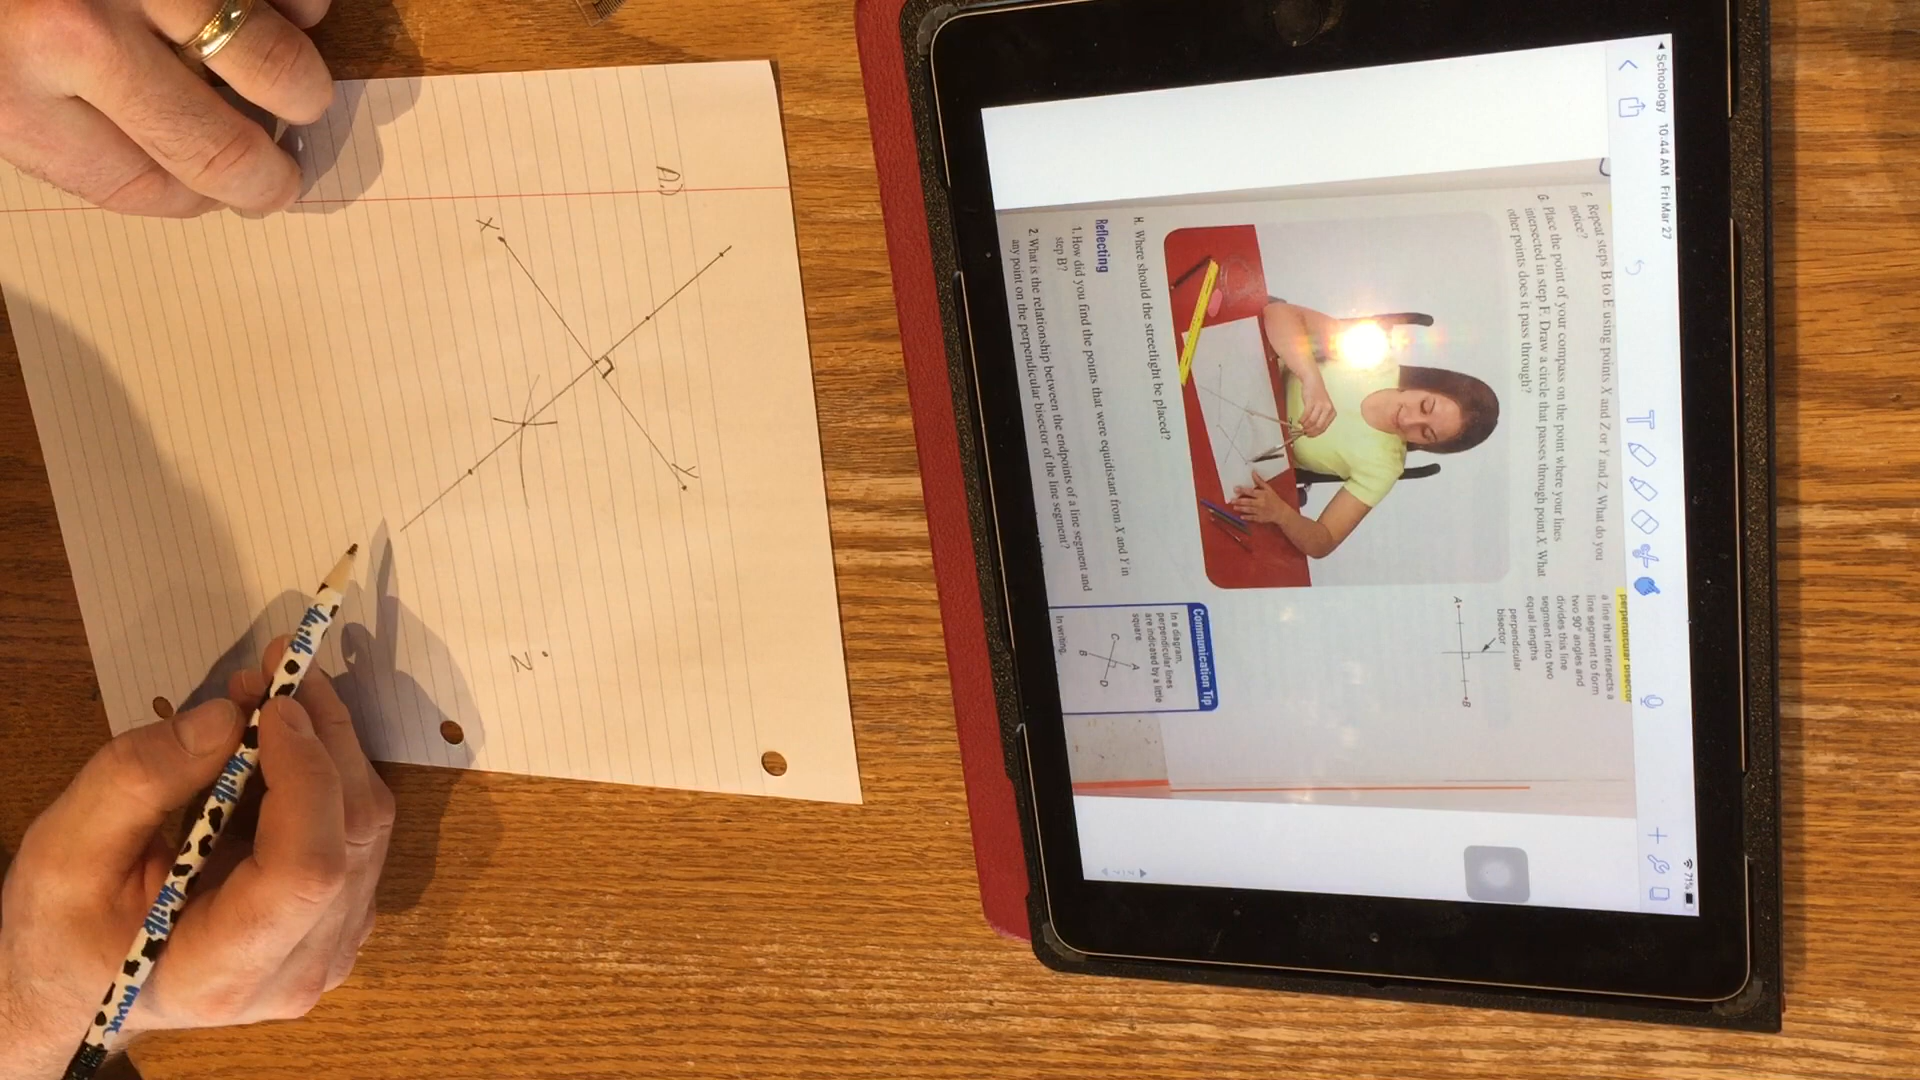 A.)
X
Y
Z
Milk
Milk
Milk
Milk
◀ Schoology 10:44 AM Fri Mar 27
71%
F. Repeat steps B to E using points X and Z or Y and Z. What do you
notice?
G. Place the point of your compass on the point where your lines
intersected in step F. Draw a circle that passes through point X. What
other points does it pass through?
H. Where should the streetlight be placed?
Reflecting
1. How did you find the points that were equidistant from X and Y in
step B?
2. What is the relationship between the endpoints of a line segment and
any point on the perpendicular bisector of the line segment?
perpendicular bisector
a line that intersects a
line segment to form
two 90° angles and
divides this line
segment into two
equal lengths
perpendicular
bisector
A
B
Communication Tip
In a diagram,
perpendicular lines
are indicated by a little
square.
A
C
B
D
In writing,